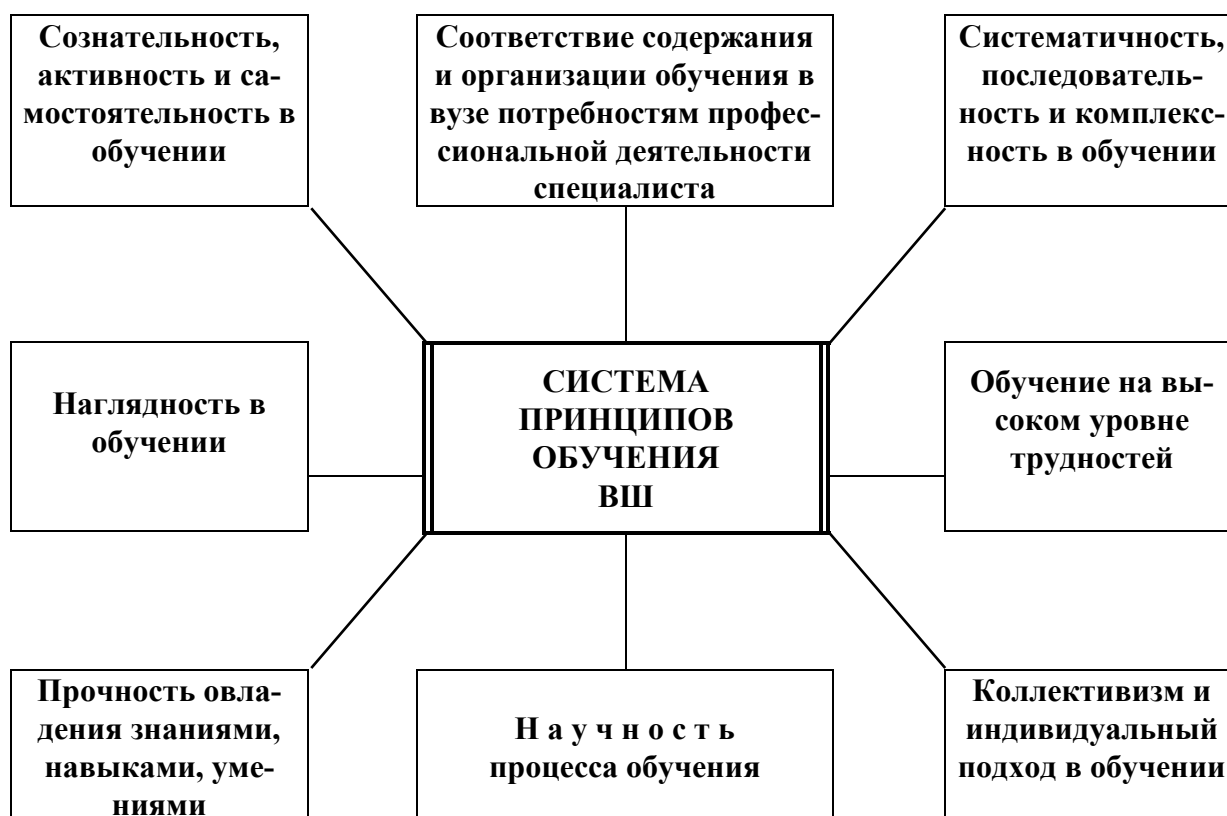 Сознательность,
активность и са-
мостоятельность в
обучении
Соответствие содержания
и организации обучения в
вузе потребностям профес-
сиональной деятельности
специалиста
Систематичность,
последователь-
ность и комплекс-
ность в обучении
Наглядность в
обучении
СИСТЕМА
ПРИНЦИПОВ
ОБУЧЕНИЯ
ВШ
Обучение на вы-
соком уровне
трудностей
Прочность овла-
дения знаниями,
навыками, уме-
ниями
Н а у ч н о с т ь
процесса обучения
Коллективизм и
индивидуальный
подход в обучении